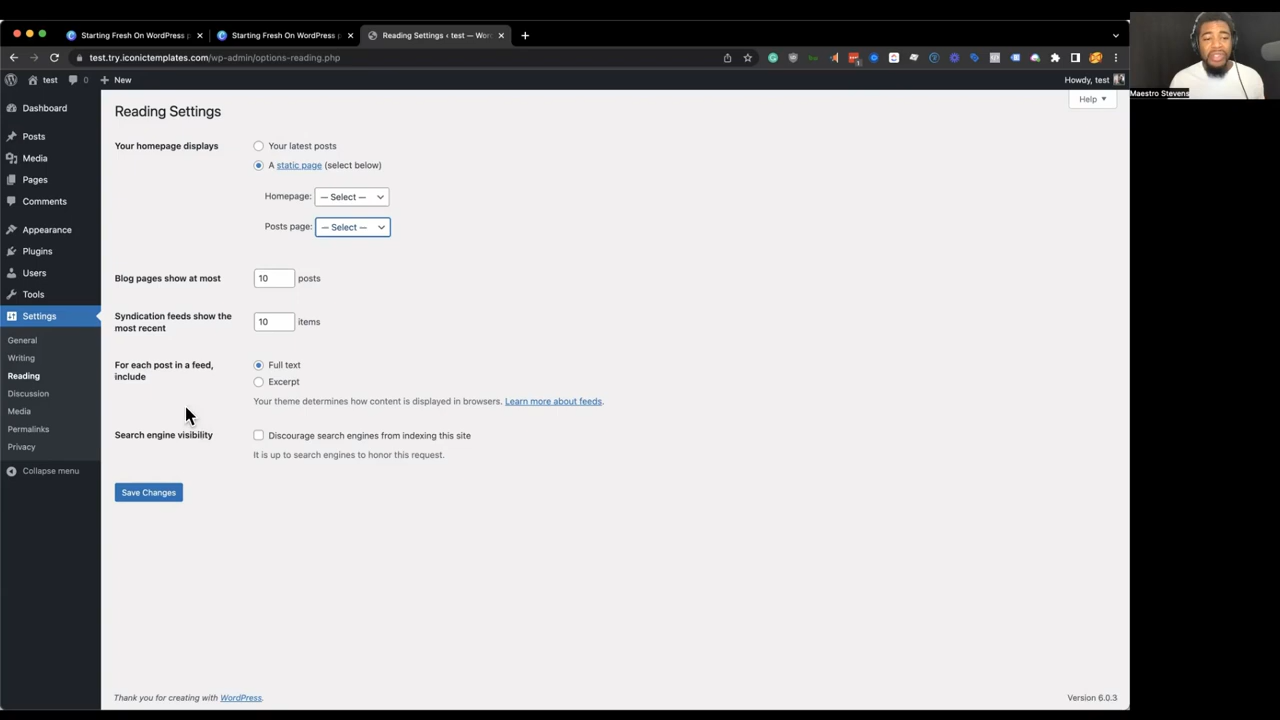 Starting Fresh On WordPress p
Starting Fresh On WordPress p
Reading Settings ‹ test — Wor
test.try.iconictemplates.com/wp-admin/options-reading.php
test
0
New
Howdy, test
Maestro Stevens
Help
Dashboard
Posts
Media
Pages
Comments
Appearance
Plugins
Users
Tools
Settings
General
Writing
Reading
Discussion
Media
Permalinks
Privacy
Collapse menu
Reading Settings
Your homepage displays
Your latest posts
A static page (select below)
Homepage: — Select —
Posts page: — Select —
Blog pages show at most
10 posts
Syndication feeds show the
most recent
10 items
For each post in a feed,
include
Full text
Excerpt
Your theme determines how content is displayed in browsers. Learn more about feeds.
Search engine visibility
Discourage search engines from indexing this site
It is up to search engines to honor this request.
Save Changes
Thank you for creating with WordPress.
Version 6.0.3